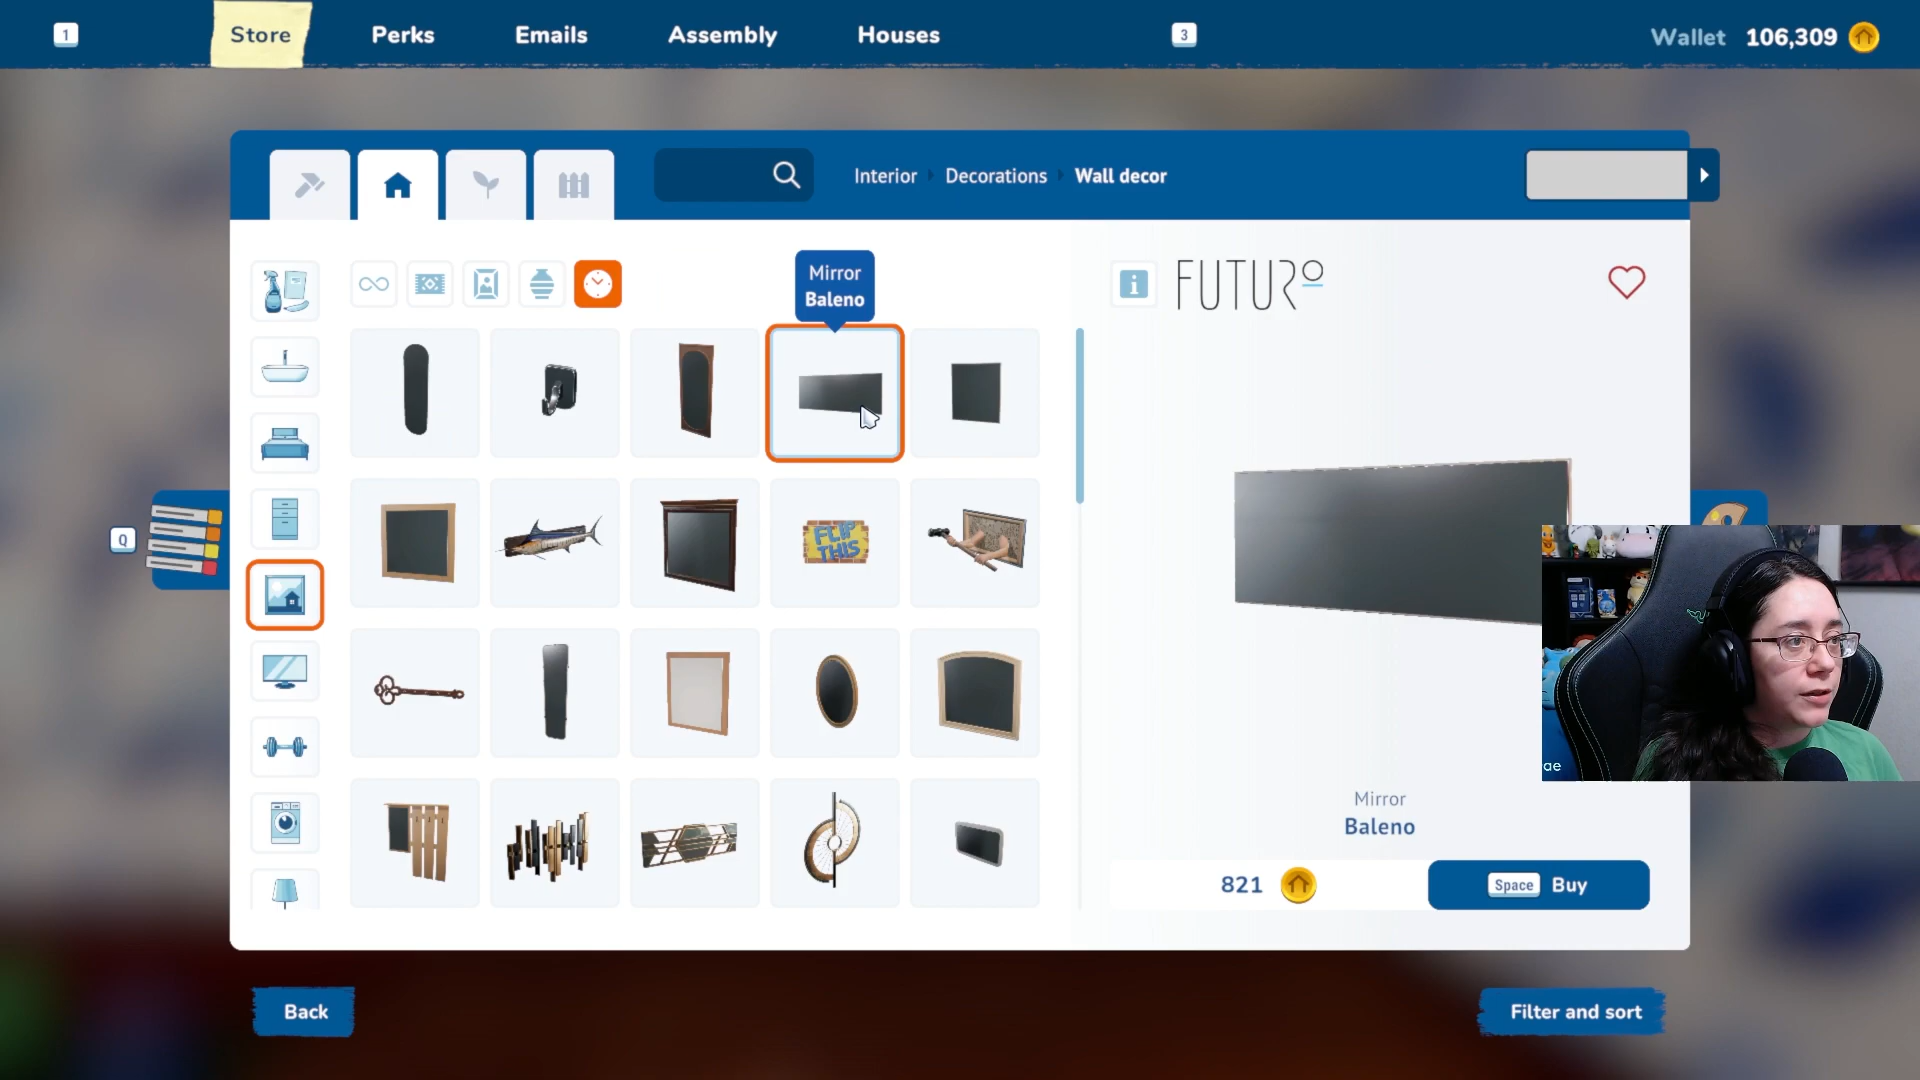 1
Store
Perks
Emails
Assembly
Houses
3
Wallet 106,309
Interior
Decorations
Wall decor
Mirror
Baleno
i FUTURO
FLIP
THIS
Q
ae
Mirror
Baleno
821
Space Buy
Back
Filter and sort